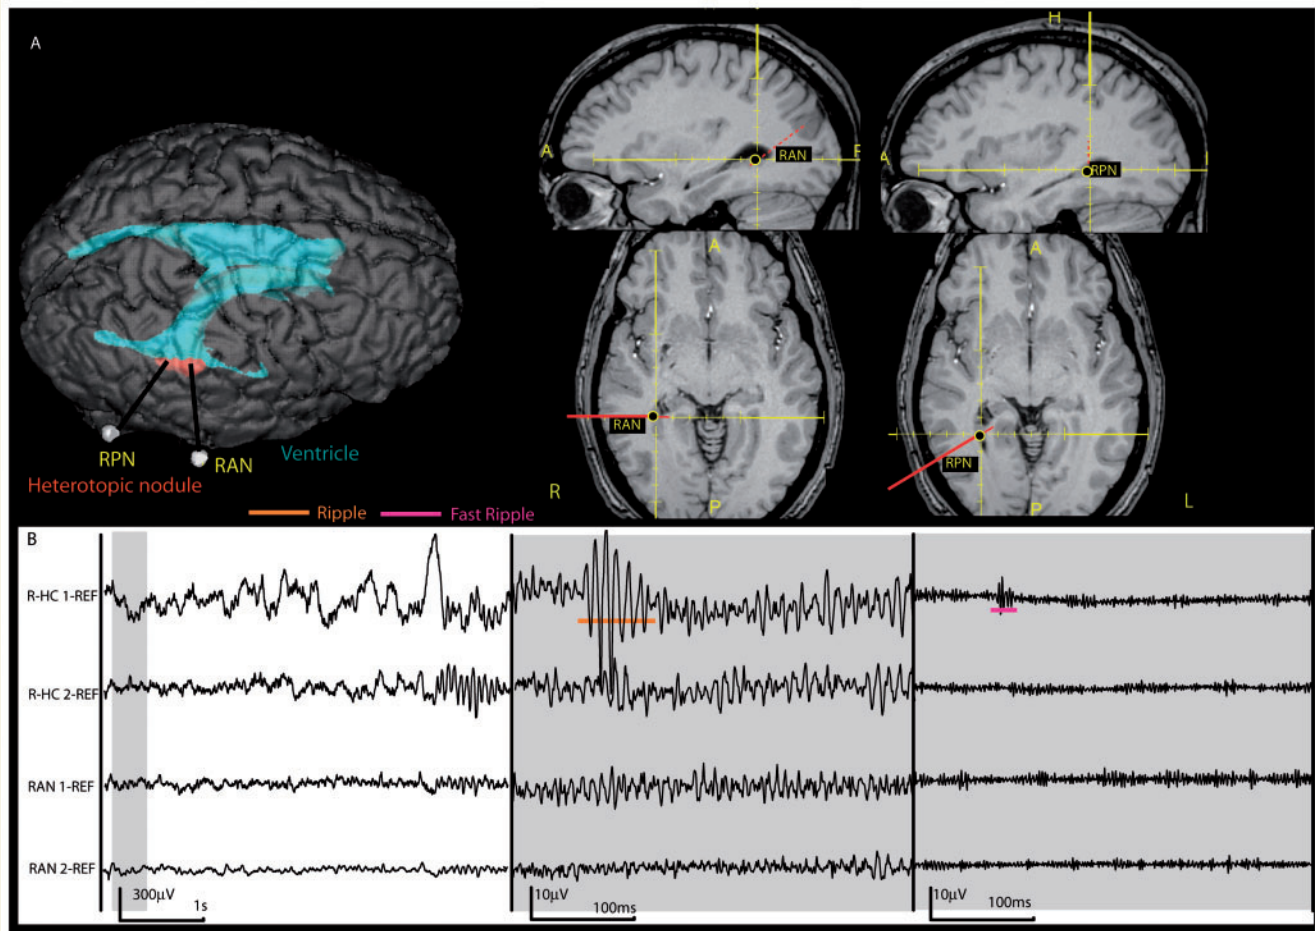 A
H
A
RAN
P
A
RPN
RPN
RAN
Ventricle
Heterotopic nodule
Ripple
Fast Ripple
A
RAN
R
P
A
RPN
P
L
B
R-HC 1-REF
R-HC 2-REF
RAN 1-REF
RAN 2-REF
300μV
1s
10μV
100ms
10μV
100ms